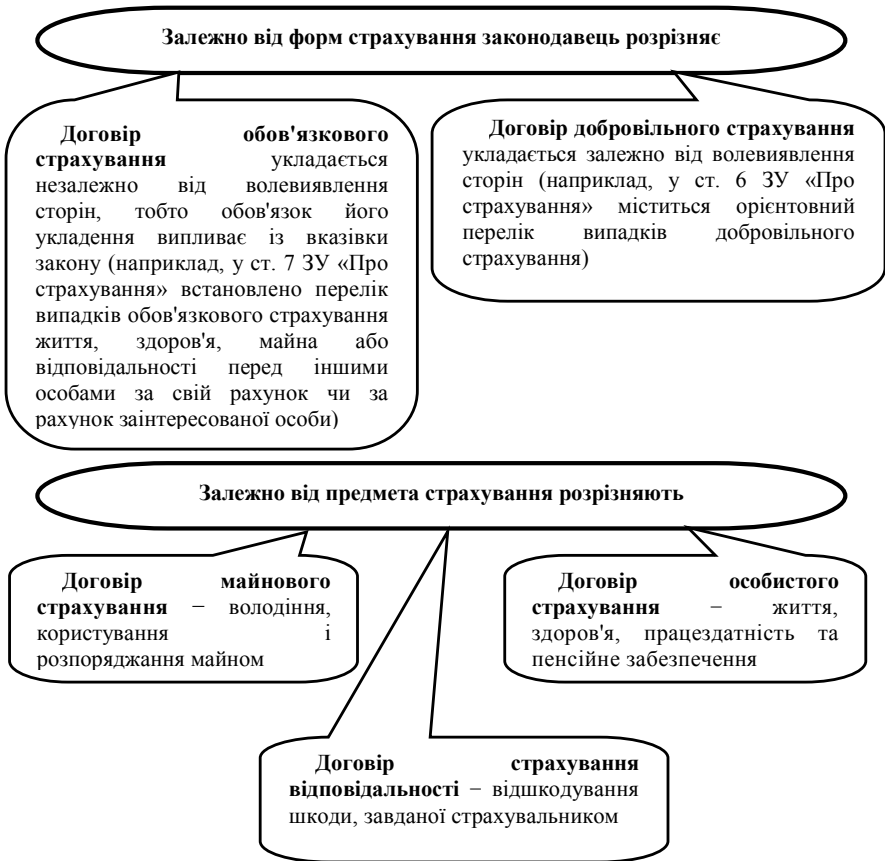 Залежно від форм страхування законодавець розрізняє
Договір обов'язкового
страхування укладається
незалежно від волевиявлення
сторін, тобто обов'язок його
укладення випливає із вказівки
закону (наприклад, у ст. 7 ЗУ «Про
страхування» встановлено перелік
випадків обов'язкового страхування
життя, здоров'я, майна або
відповідальності перед іншими
особами за свій рахунок чи за
рахунок заінтересованої особи)
Договір добровільного страхування
укладається залежно від волевиявлення
сторін (наприклад, у ст. 6 ЗУ «Про
страхування» міститься орієнтовний
перелік випадків добровільного
страхування)
Залежно від предмета страхування розрізняють
Договір майнового
страхування − володіння,
користування і
розпоряджання майном
Договір особистого
страхування − життя,
здоров'я, працездатність та
пенсійне забезпечення
Договір страхування
відповідальності − відшкодування
шкоди, завданої страхувальником